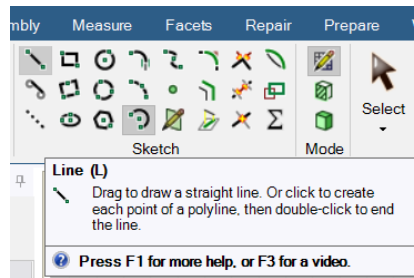 mbly Measure Facets Repair Prepare
Select
Sketch Mode
Line (L)
Drag to draw a straight line. Or click to create
each point of a polyline, then double-click to end
the line.
Press F1 for more help, or F3 for a video.